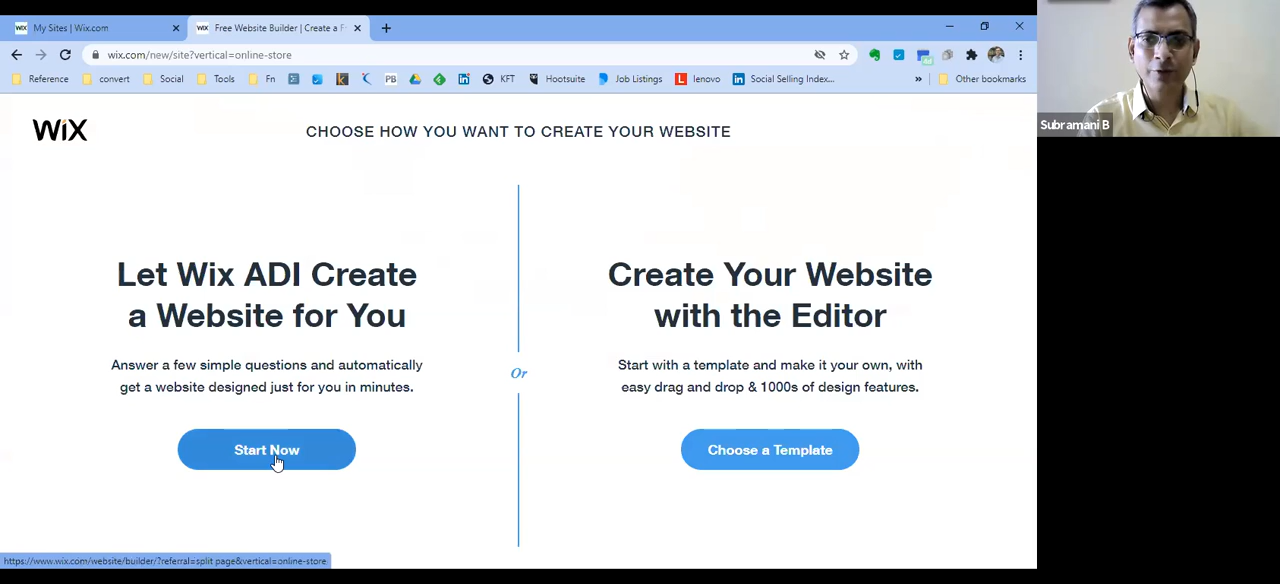 My Sites | Wix.com
Free Website Builder | Create a F
wix.com/new/site?vertical=online-store
Reference
convert
Social
Tools
Fn
PB
KFT
Hootsuite
Job Listings
L
lenovo
Social Selling Index...
»
Other bookmarks
Subramani B
WiX
CHOOSE HOW YOU WANT TO CREATE YOUR WEBSITE
Let Wix ADI Create
a Website for You
Answer a few simple questions and automatically
get a website designed just for you in minutes.
Start Now
Or
Create Your Website
with the Editor
Start with a template and make it your own, with
easy drag and drop & 1000s of design features.
Choose a Template
https://www.wix.com/website/builder/?referral=split page&vertical=online-store